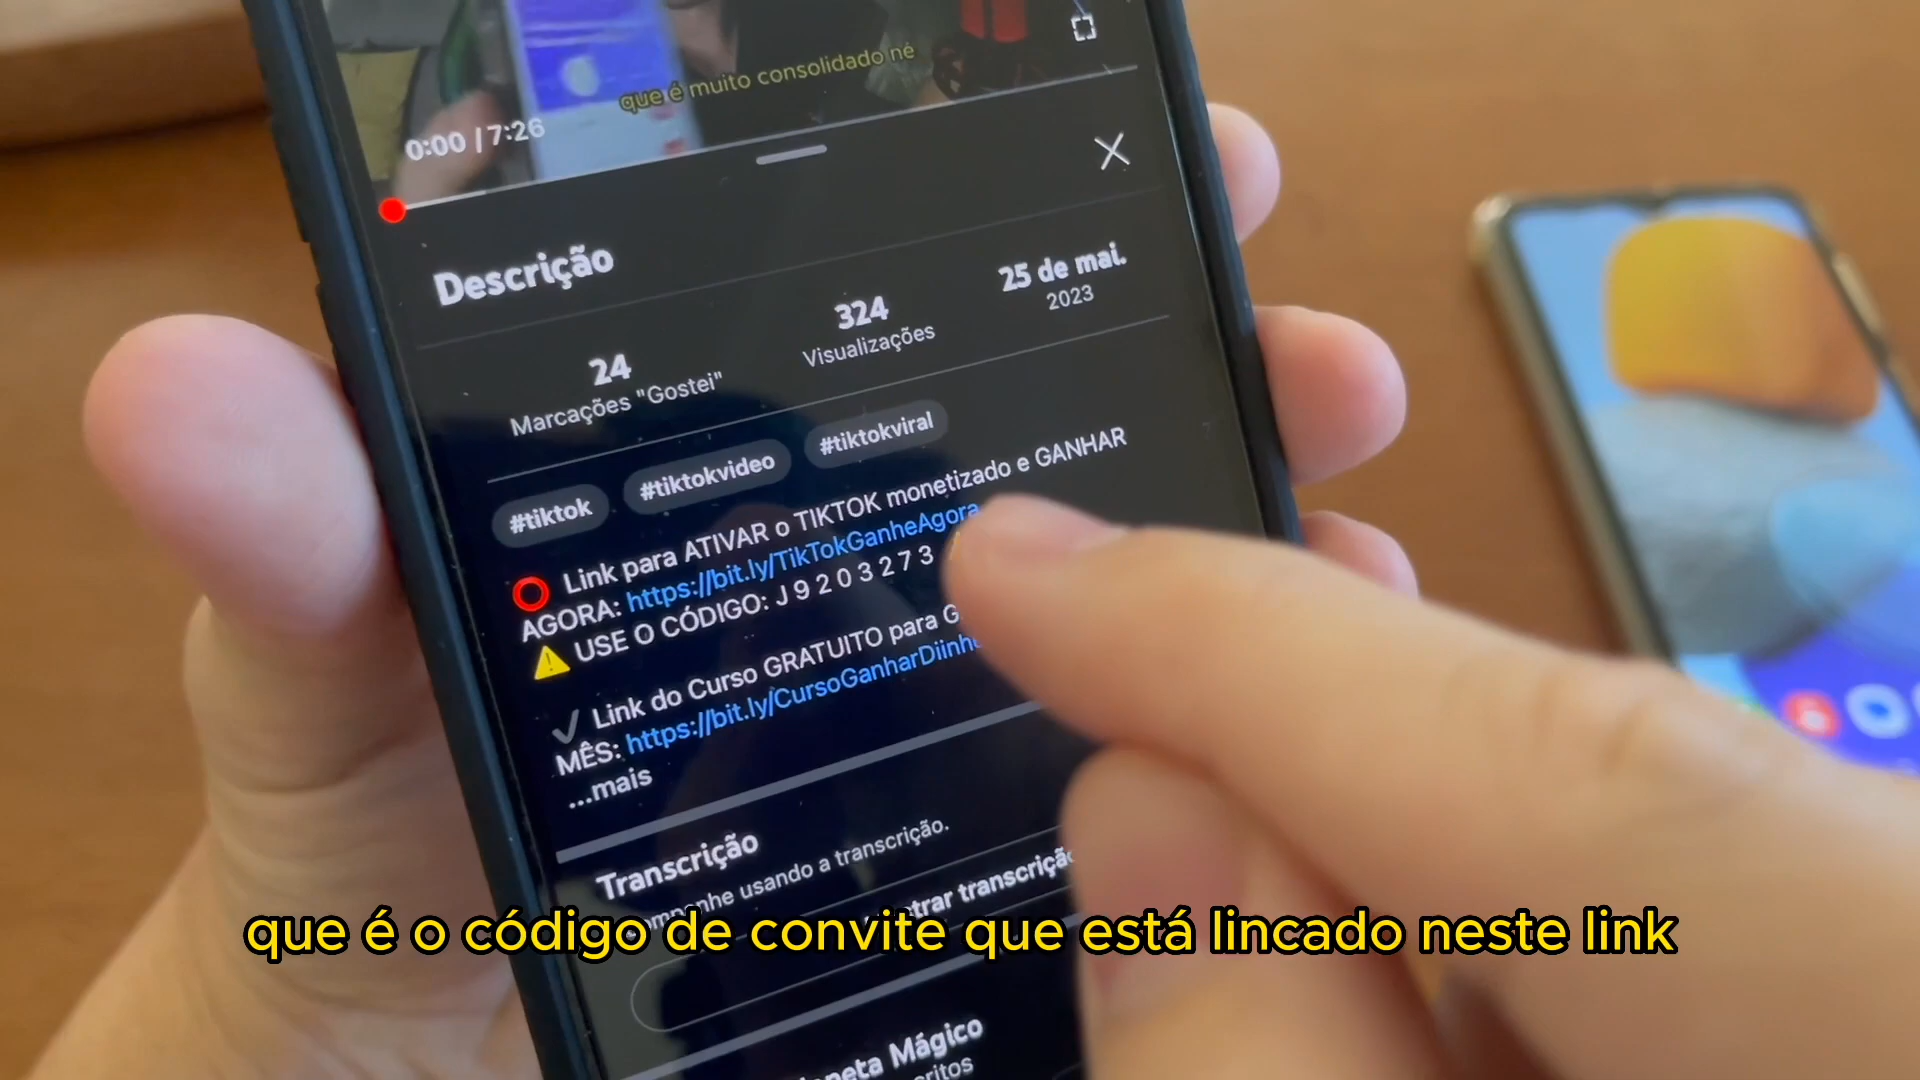 que é muito consolidado né
0:00 / 7:26
Descrição
24
Marcações "Gostei"
324
Visualizações
25 de mai.
2023
#tiktok
#tiktokvideo
#tiktokviral
Link para ATIVAR o TIKTOK monetizado e GANHAR
AGORA: https://bit.ly/TikTokGanheAgora
USE O CÓDIGO: J 9 2 0 3 2 7 3
Link do Curso GRATUITO para
MÊS: https://bit.ly/CursoGanharDiinh
...mais
Transcrição
usando a transcrição.
transcrição
que é o código de convite que está lincado neste link
Mágico